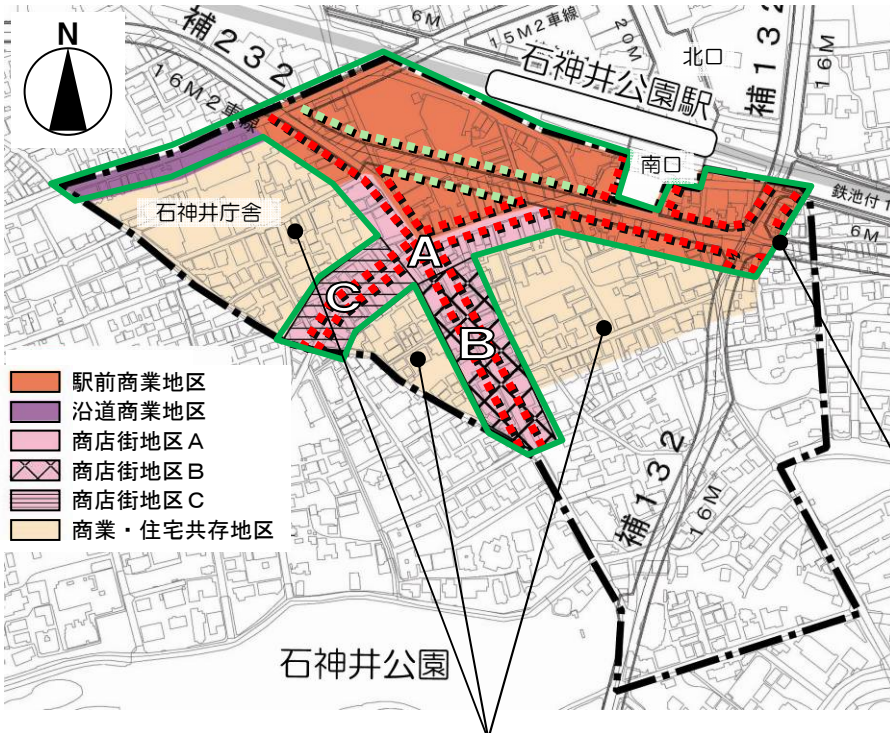 N
補232
16M2車線
6M
15M2車線
20M
北口
補132
16M
石神井公園駅
南口
鉄池付1
6M
石神井庁舎
A
C
B
駅前商業地区
沿道商業地区
商店街地区A
商店街地区B
商店街地区C
商業・住宅共存地区
補132
16M
石神井公園